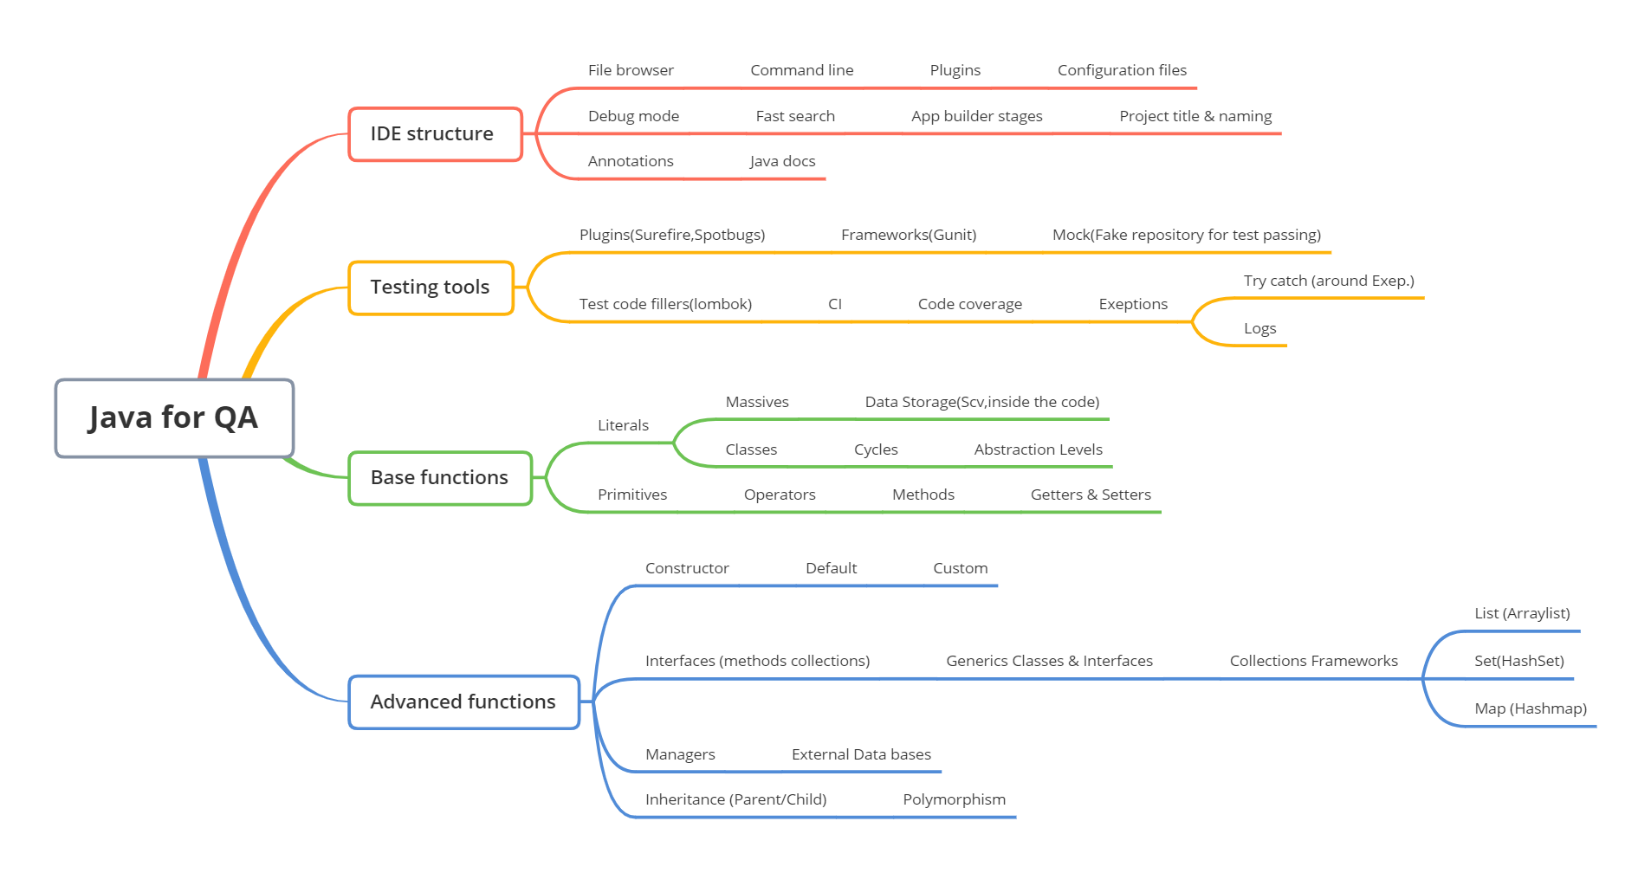 Java for QA
IDE structure
File browser
Command line
Plugins
Configuration files
Debug mode
Fast search
App builder stages
Project title & naming
Annotations
Java docs
Testing tools
Plugins(Surefire,Spotbugs)
Frameworks(Gunit)
Mock(Fake repository for test passing)
Test code fillers(lombok)
CI
Code coverage
Exeptions
Try catch (around Exep.)
Logs
Base functions
Literals
Massives
Data Storage(Scv,inside the code)
Classes
Cycles
Abstraction Levels
Primitives
Operators
Methods
Getters & Setters
Advanced functions
Constructor
Default
Custom
Interfaces (methods collections)
Generics Classes & Interfaces
Collections Frameworks
List (Arraylist)
Set(HashSet)
Map (Hashmap)
Managers
External Data bases
Inheritance (Parent/Child)
Polymorphism